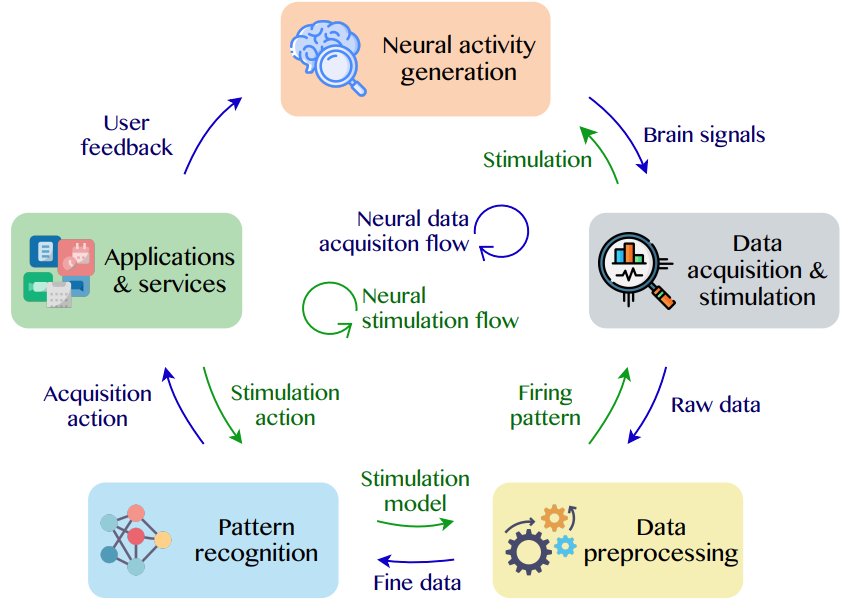 Neural activity
generation
User
feedback
Brain signals
Stimulation
Neural data
acquisiton flow
Applications
& services
Data
acquisition &
stimulation
Neural
stimulation flow
Acquisition
action
Stimulation
action
Firing
pattern
Raw data
Stimulation
model
Pattern
recognition
Data
preprocessing
Fine data